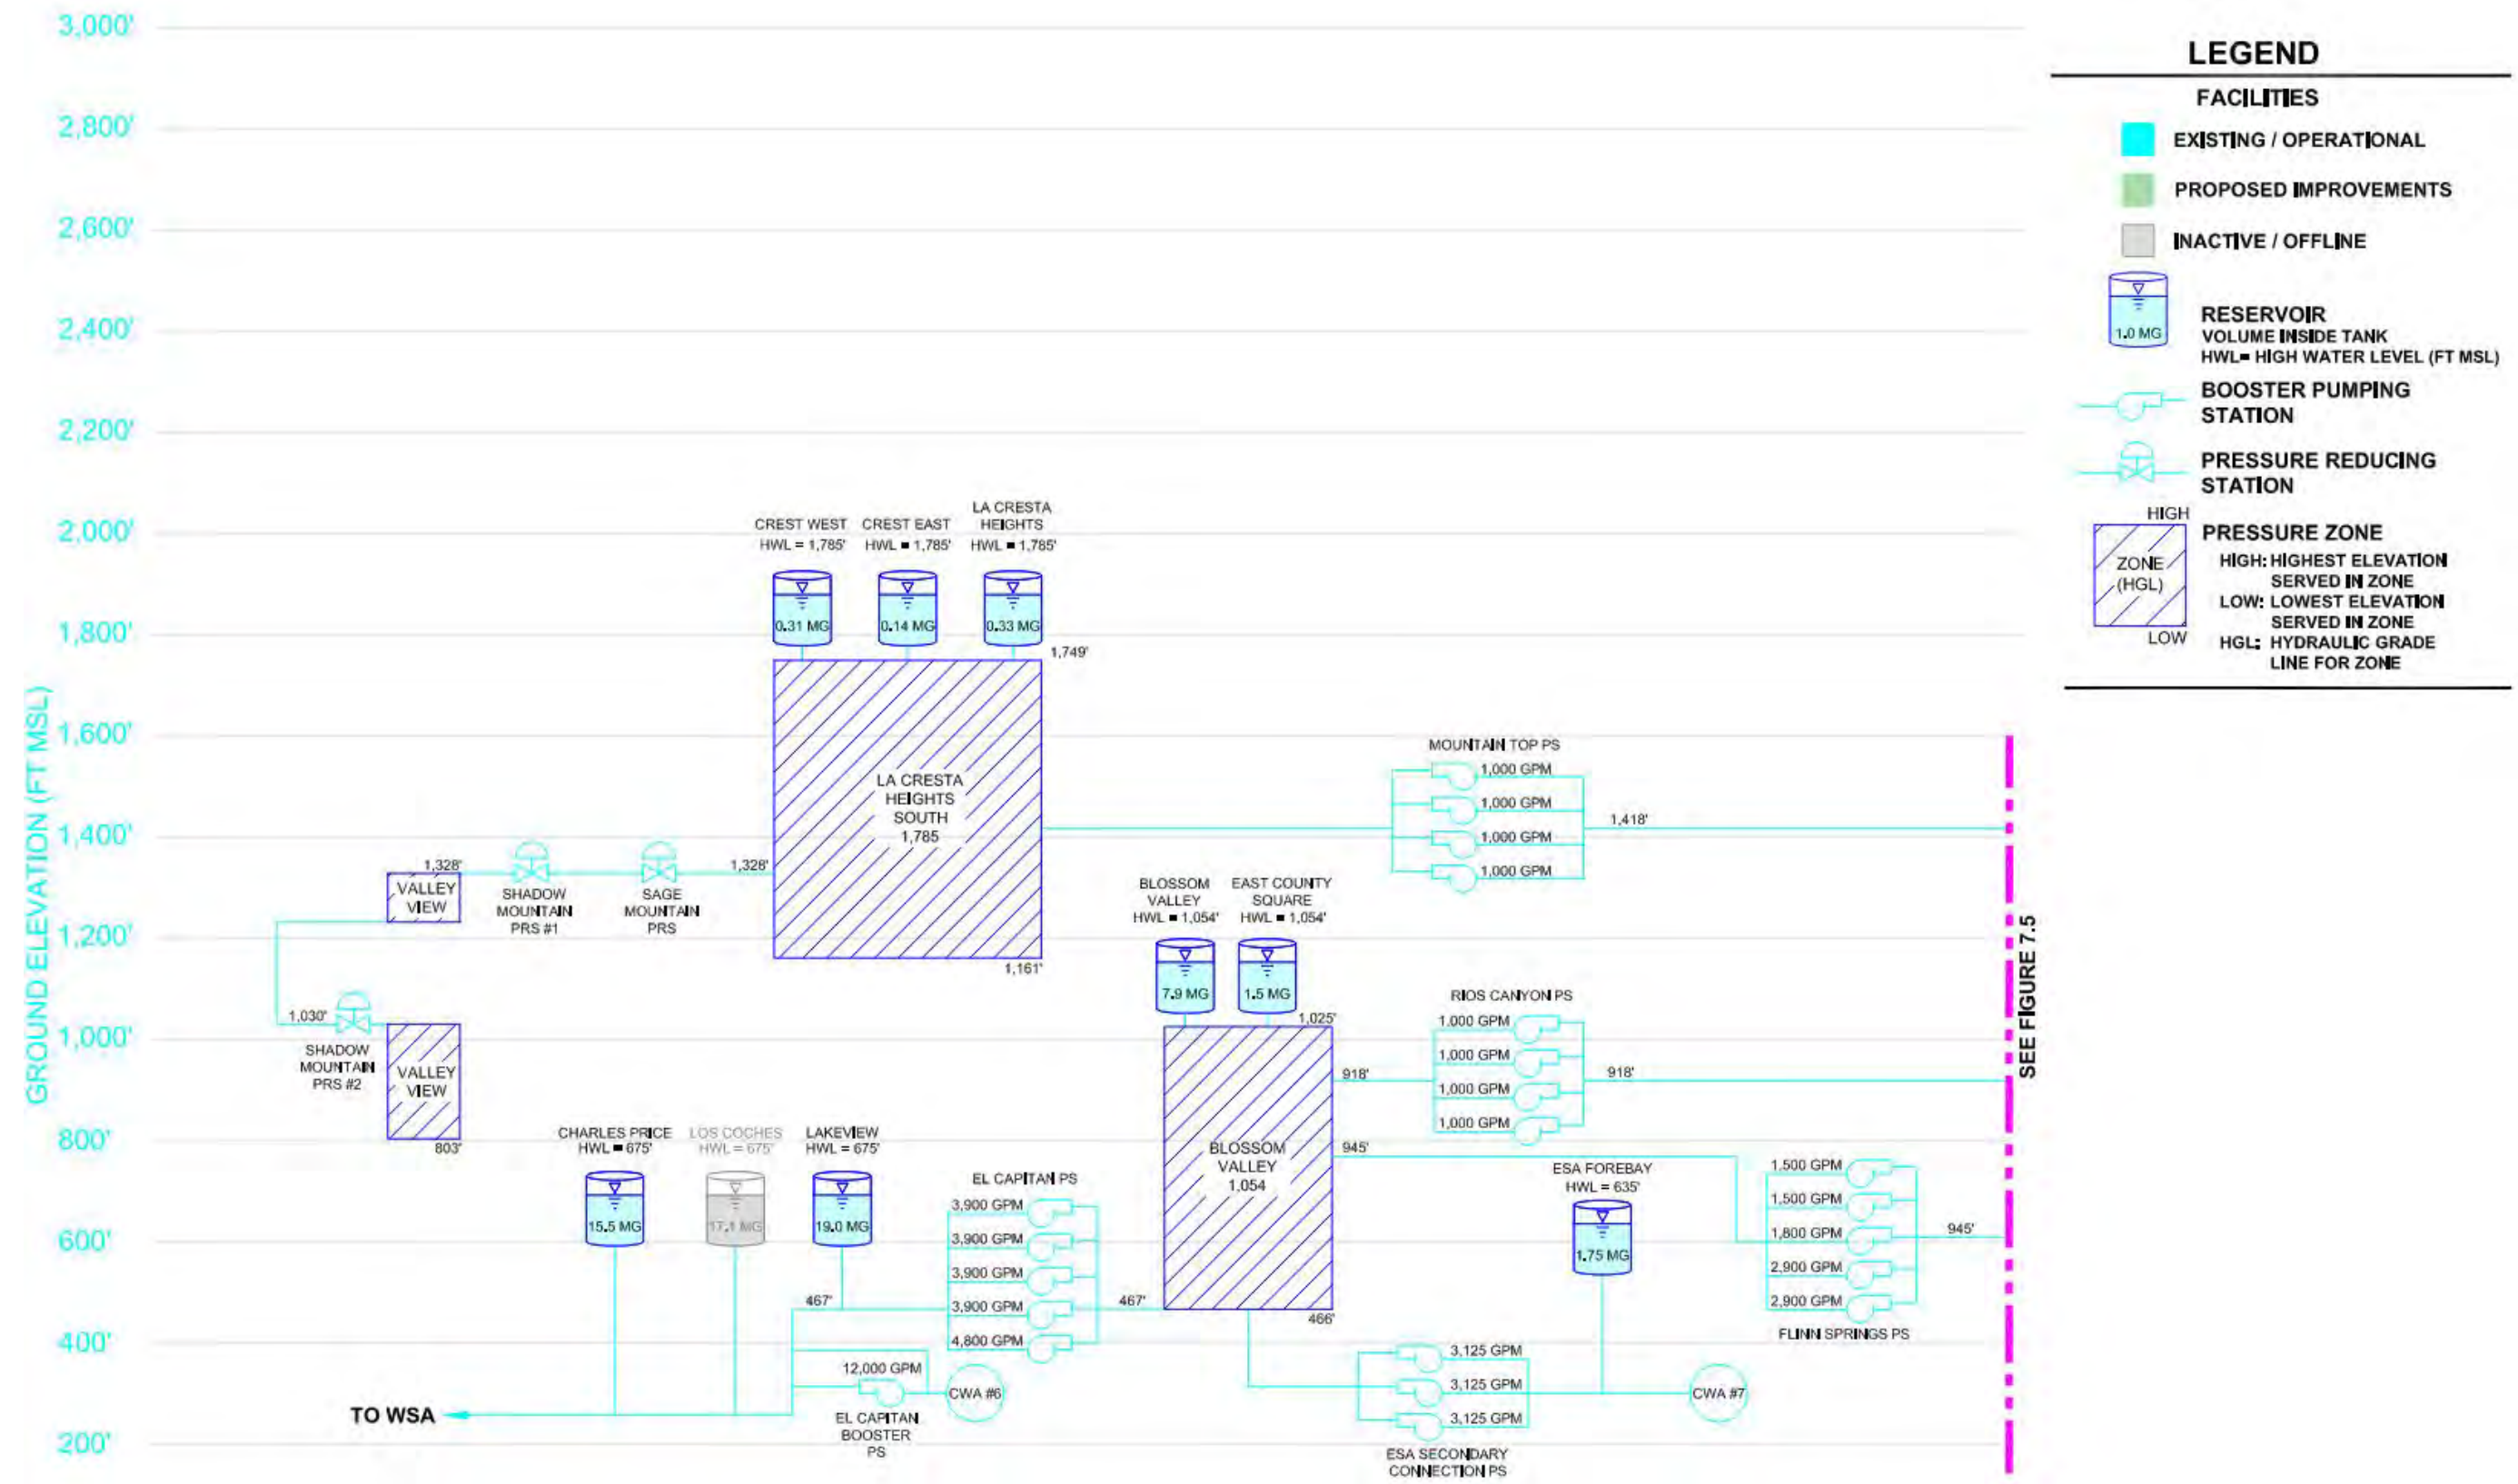 3,000'
2,800'
2,600'
2,400'
2,200'
2,000'
1,800'
1,600'
1,400'
1,200'
1,000'
800'
600'
400'
200'
GROUND ELEVATION (FT MSL)
CREST WEST
HWL = 1,785'
0.31 MG
CREST EAST
HWL = 1,785'
0.14 MG
LA CRESTA
HEIGHTS
HWL = 1,785'
0.33 MG
1,749'
LA CRESTA
HEIGHTS
SOUTH
1,785
1,161'
1,328'
SAGE
MOUNTAIN
PRS
SHADOW
MOUNTAIN
PRS #1
1,328'
VALLEY
VIEW
1,030'
SHADOW
MOUNTAIN
PRS #2
VALLEY
VIEW
803'
MOUNTAIN TOP PS
1,000 GPM
1,000 GPM
1,000 GPM
1,000 GPM
1,418'
BLOSSOM
VALLEY
HWL = 1,054'
7.9 MG
EAST COUNTY
SQUARE
HWL = 1,054'
1.5 MG
1,025'
BLOSSOM
VALLEY
1,054
466'
RIOS CANYON PS
1,000 GPM
1,000 GPM
1,000 GPM
1,000 GPM
918'
918'
945'
CHARLES PRICE
HWL = 675'
15.5 MG
LOS COCHES
HWL = 675'
17.1 MG
LAKEVIEW
HWL = 675'
19.0 MG
EL CAPITAN PS
3,900 GPM
3,900 GPM
3,900 GPM
3,900 GPM
4,800 GPM
467'
467'
ESA FOREBAY
HWL = 635'
1.75 MG
1,500 GPM
1,500 GPM
1,800 GPM
2,900 GPM
2,900 GPM
945'
FLINN SPRINGS PS
12,000 GPM
CWA #6
EL CAPITAN
BOOSTER
PS
TO WSA
3,125 GPM
3,125 GPM
3,125 GPM
CWA #7
ESA SECONDARY
CONNECTION PS
SEE FIGURE 7.5
LEGEND
FACILITIES
EXISTING / OPERATIONAL
PROPOSED IMPROVEMENTS
INACTIVE / OFFLINE
1.0 MG
RESERVOIR
VOLUME INSIDE TANK
HWL= HIGH WATER LEVEL (FT MSL)
BOOSTER PUMPING
STATION
PRESSURE REDUCING
STATION
HIGH
ZONE
(HGL)
LOW
PRESSURE ZONE
HIGH: HIGHEST ELEVATION
SERVED IN ZONE
LOW: LOWEST ELEVATION
SERVED IN ZONE
HGL: HYDRAULIC GRADE
LINE FOR ZONE